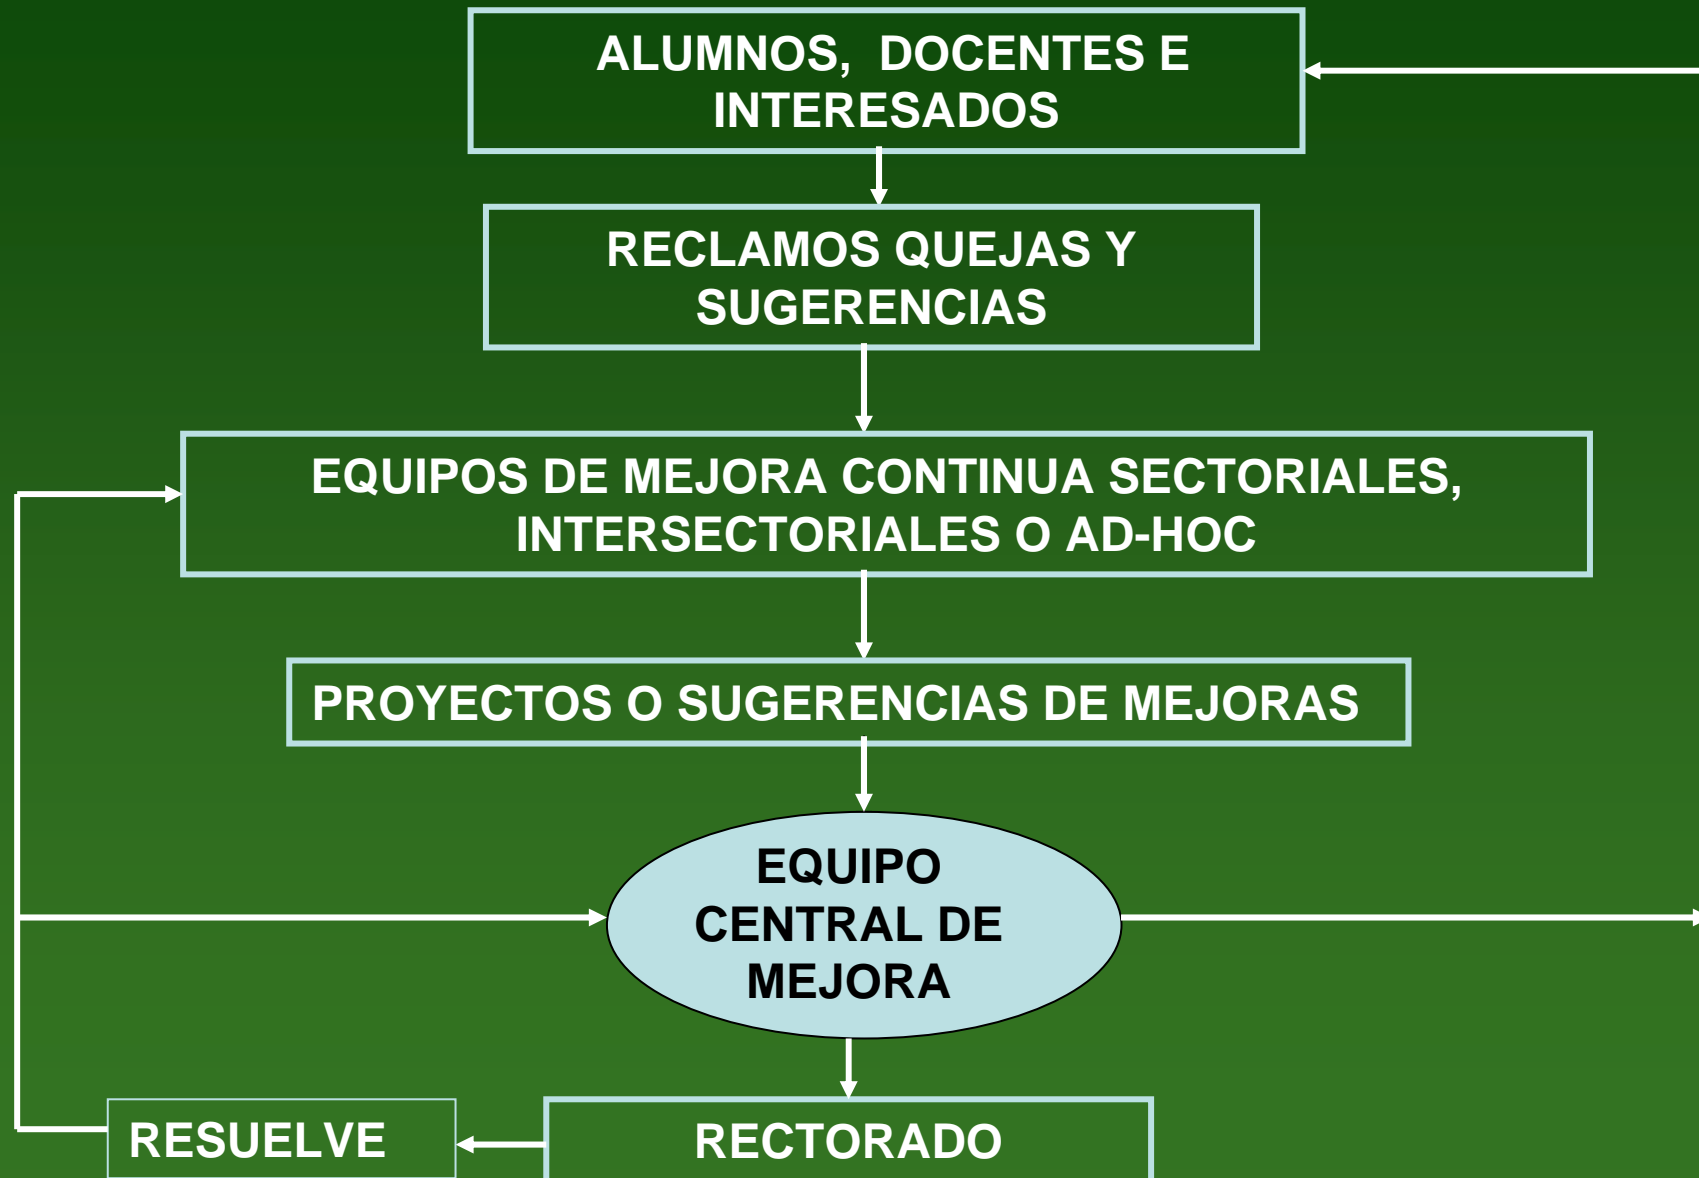 ALUMNOS, DOCENTES E
INTERESADOS
RECLAMOS QUEJAS Y
SUGERENCIAS
EQUIPOS DE MEJORA CONTINUA SECTORIALES,
INTERSECTORIALES O AD-HOC
PROYECTOS O SUGERENCIAS DE MEJORAS
EQUIPO
CENTRAL DE
MEJORA
RESUELVE
RECTORADO